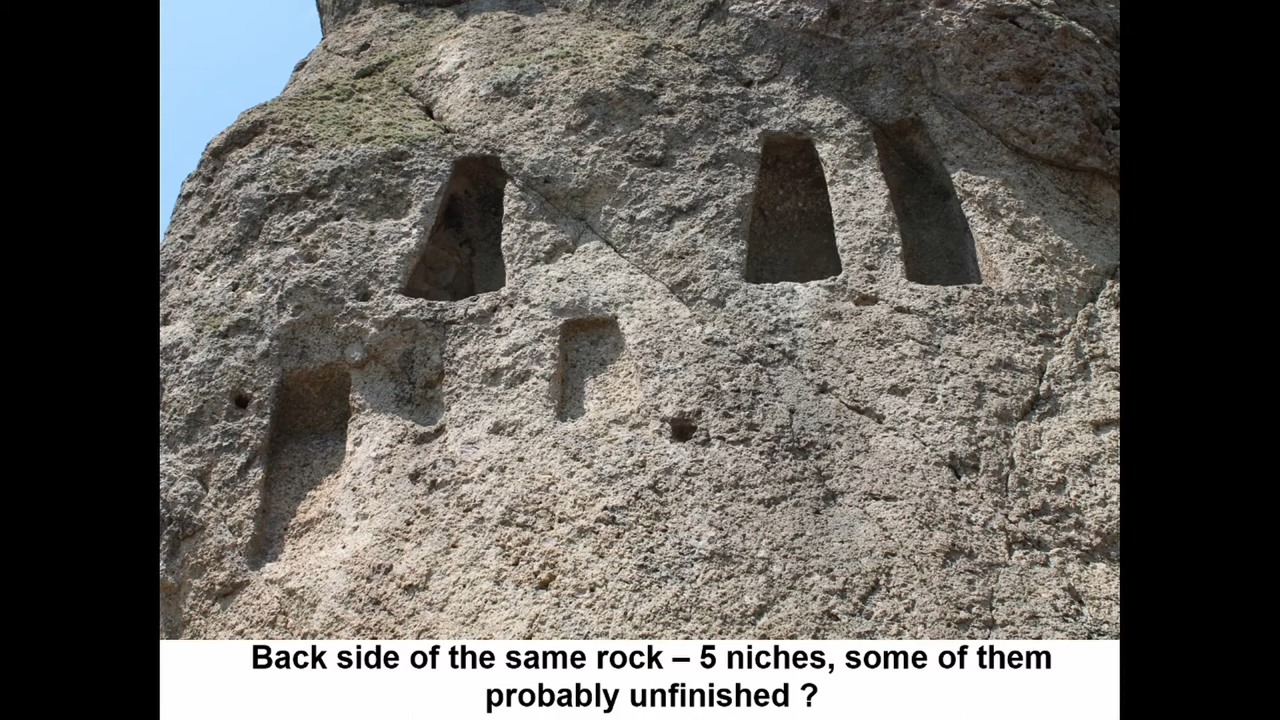 Back side of the same rock – 5 niches, some of them
probably unfinished ?